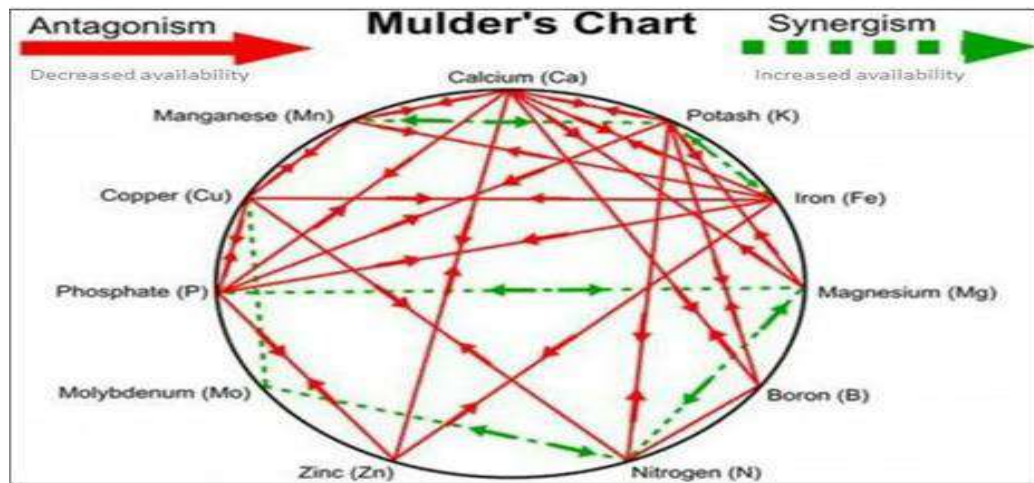 Mulder's Chart
Antagonism
Decreased availability
Synergism
Increased availability
Calcium (Ca)
Manganese (Mn)
Potash (K)
Copper (Cu)
Iron (Fe)
Phosphate (P)
Magnesium (Mg)
Molybdenum (Mo)
Boron (B)
Zinc (Zn)
Nitrogen (N)